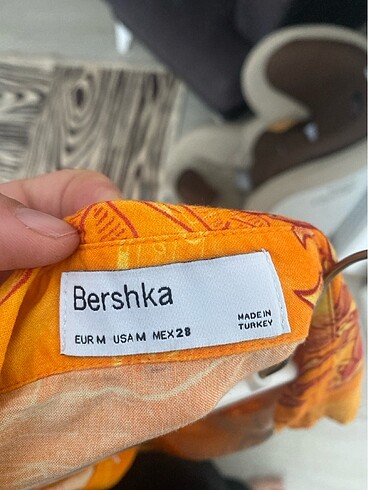 Bershka
MADE IN
TURKEY
EUR M USA M MEX 28